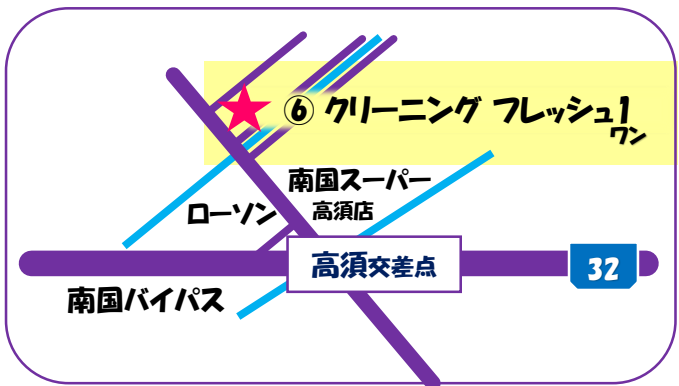 ⑥ クリーニング フレッシュ1
ワン
南国スーパー
高須店
ローソン
高須交差点
32
南国バイパス